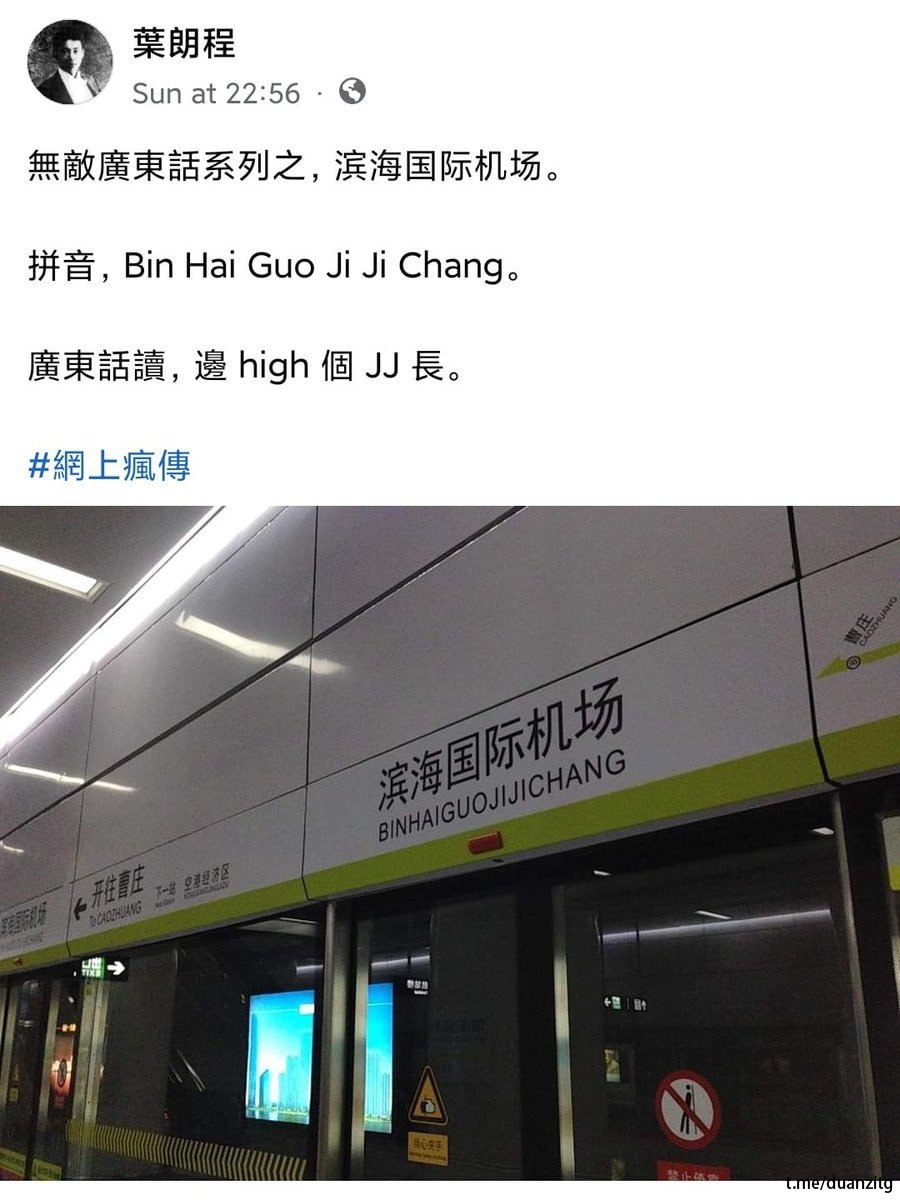 葉朗程
Sun at 22:56 ·
無敵廣東話系列之, 滨海国际机场。
拼音, Bin Hai Guo Ji Ji Chang。
廣東話讀, 邊 high 個 JJ 長。
#網上瘋傳
曹庄
CAOZHUANG
滨海国际机场
BINHAIGUOJIJICHANG
开往曹庄
To CAOZHUANG
下一站
空港经济区
滨海国际机场
当心夹手
禁止倚靠
t.me/duanzitg